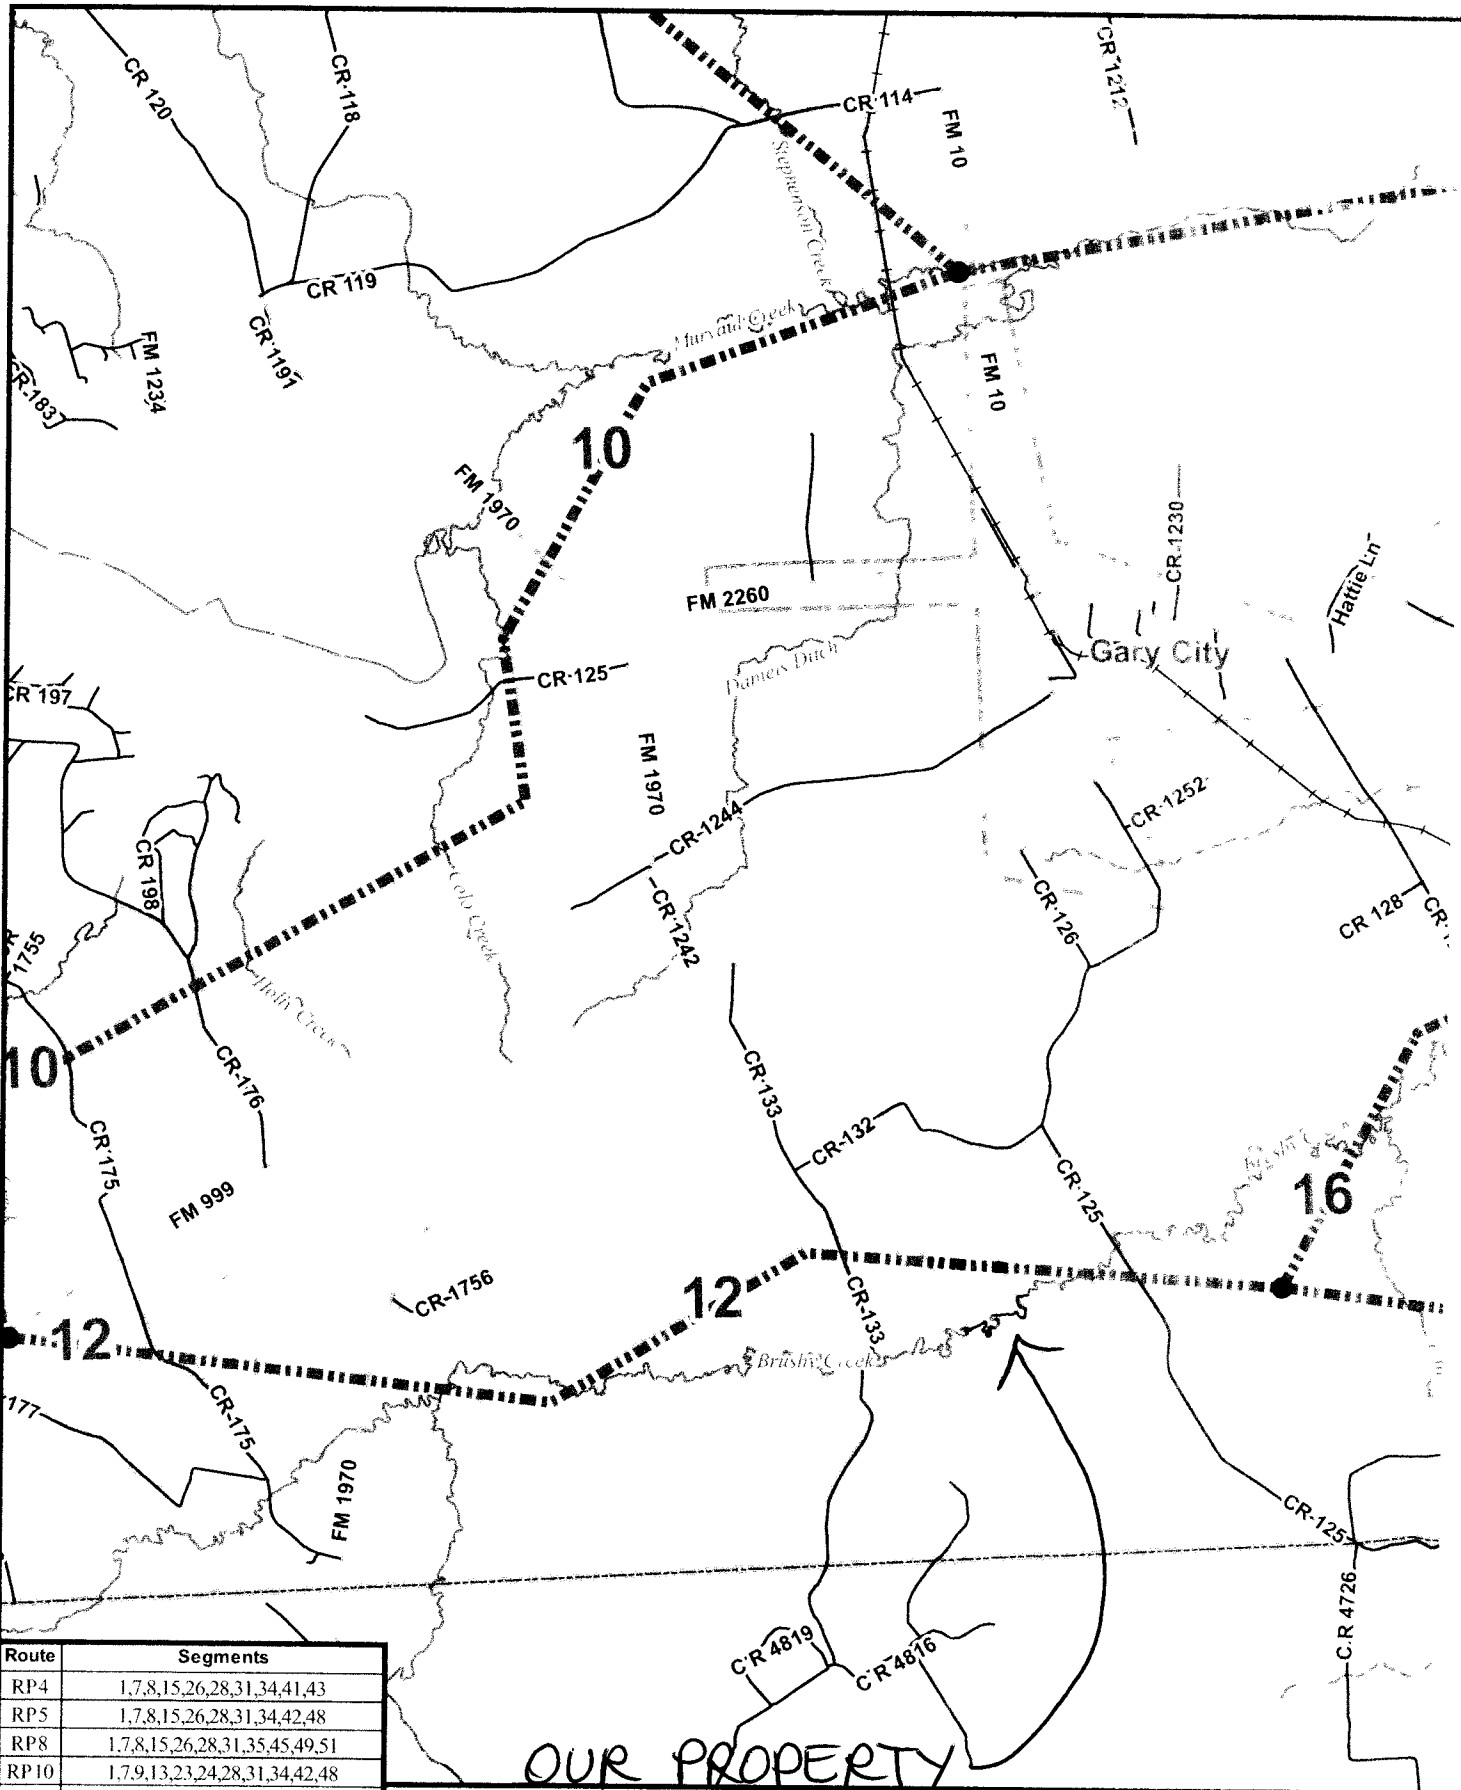 CR 120
CR-118
CR 114
FM 10
CR 1212
Stephenson Creek
CR 119
CR 1191
FM 1234
CR 1837
Murvaul Creek
FM 10
10
FM 1970
FM 2260
CR-1230
Hattie Ln
Gary City
Daniels Ditch
CR 197
CR-125
FM 1970
CR-1244
CR-1252
CR 198
CR-1242
CR-126
CR 128
CR-1
CR
1755
Holly Creek
Colo Creek
10
CR-176
CR-133
CR-132
CR-175
FM 999
CR-125
16
CR-1756
12
12
CR-133
Brushy Creek
177
CR-175
FM 1970
CR-125
C R 4726
C R 4819
C R 4816
Route Segments
RP4 1,7,8,15,26,28,31,34,41,43
RP5 1,7,8,15,26,28,31,34,42,48
RP8 1,7,8,15,26,28,31,35,45,49,51
RP10 1,7,9,13,23,24,28,31,34,42,48
OUR PROPERTY